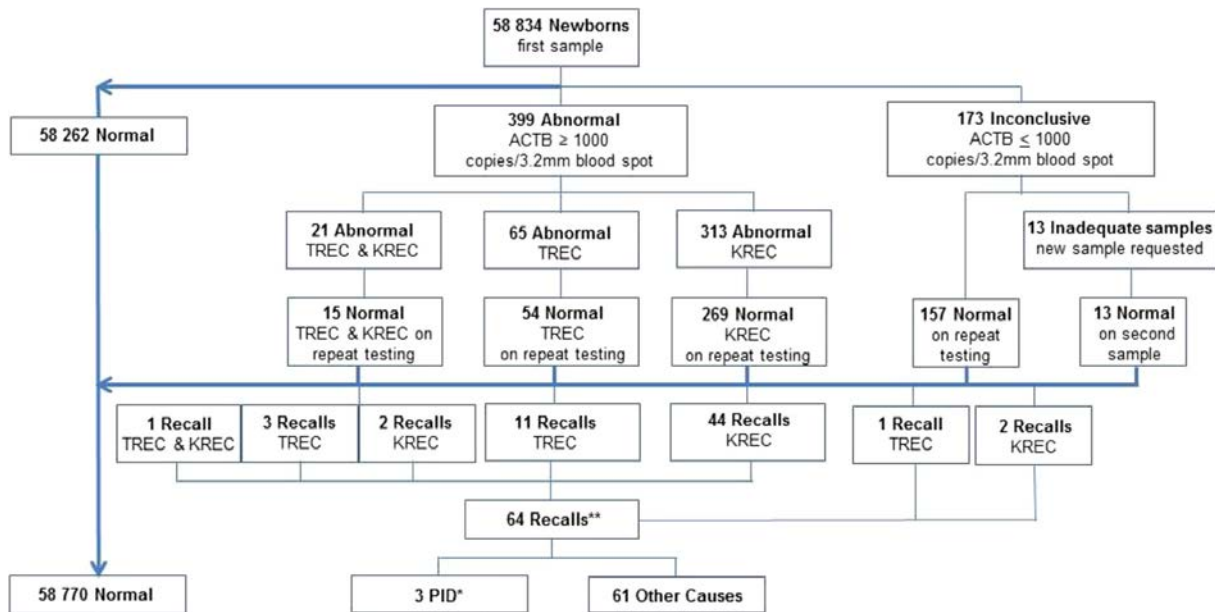 58 834 Newborns
first sample
58 262 Normal
399 Abnormal
ACTB ≥ 1000
copies/3.2mm blood spot
173 Inconclusive
ACTB ≤ 1000
copies/3.2mm blood spot
21 Abnormal
TREC & KREC
65 Abnormal
TREC
313 Abnormal
KREC
13 Inadequate samples
new sample requested
15 Normal
TREC & KREC on
repeat testing
54 Normal
TREC
on repeat testing
269 Normal
KREC
on repeat testing
157 Normal
on repeat
testing
13 Normal
on second
sample
1 Recall
TREC & KREC
3 Recalls
TREC
2 Recalls
KREC
11 Recalls
TREC
44 Recalls
KREC
1 Recall
TREC
2 Recalls
KREC
64 Recalls**
58 770 Normal
3 PID*
61 Other Causes